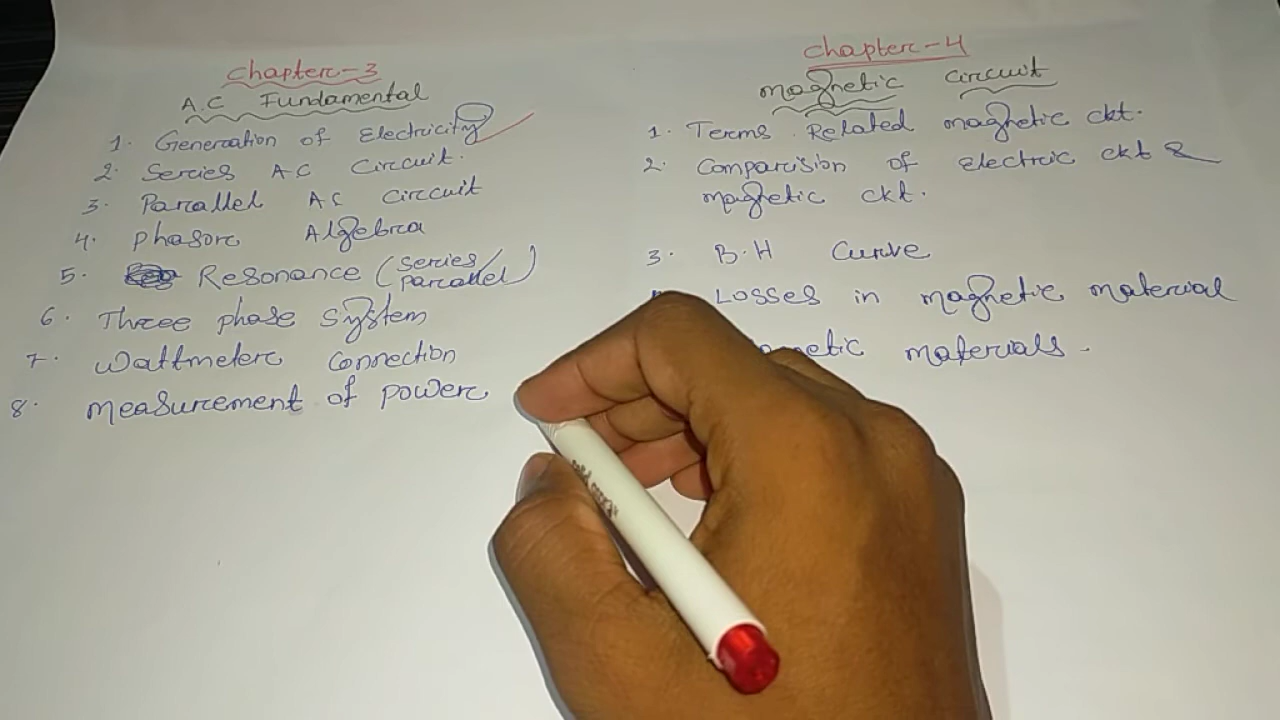 Chapter-3
A.C Fundamental
1. Generation of Electricity
2. Series AC Circuit.
3. Parallel AC Circuit
4. Phasor Algebra
5. Resonance (Series/
Parallel)
6. Three phase System
7. Wattmeter Connection
8. Measurement of power
Chapter-4
Magnetic Circuit
1. Terms Related magnetic ckt.
2. Comparision of electric ckt &
magnetic ckt.
3. B.H Curve
Losses in magnetic material
netic materials.